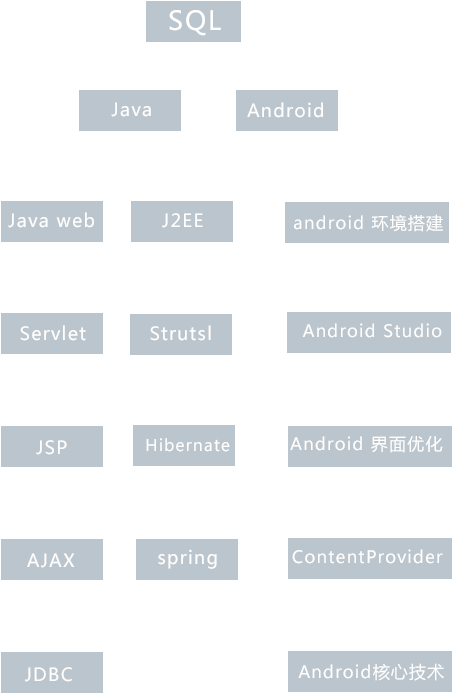 SQL
Java
Android
Java web
J2EE
android 环境搭建
Servlet
Strutsl
Android Studio
JSP
Hibernate
Android 界面优化
AJAX
spring
ContentProvider
JDBC
Android核心技术